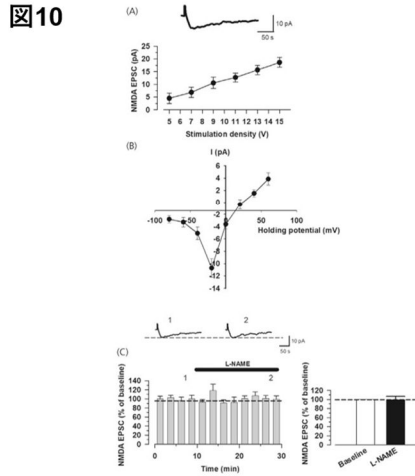 図10
(A)
10 pA
50 s
NMDA EPSC (pA)
25
20
15
10
5
0
5 6 7 8 9 10 11 12 13 14 15
Stimulation density (V)
(B)
I (pA)
6
4
2
0
-2
-4
-6
-8
-10
-12
-14
-100 -50 0 50 100
Holding potential (mV)
1 2
10 pA
50 s
(C)
L-NAME
1 2
NMDA EPSC (% of baseline)
140
120
100
80
60
40
20
0
0 10 20 30
Time (min)
NMDA EPSC (% of baseline)
120
100
80
60
40
20
0
Baseline
L-NAME